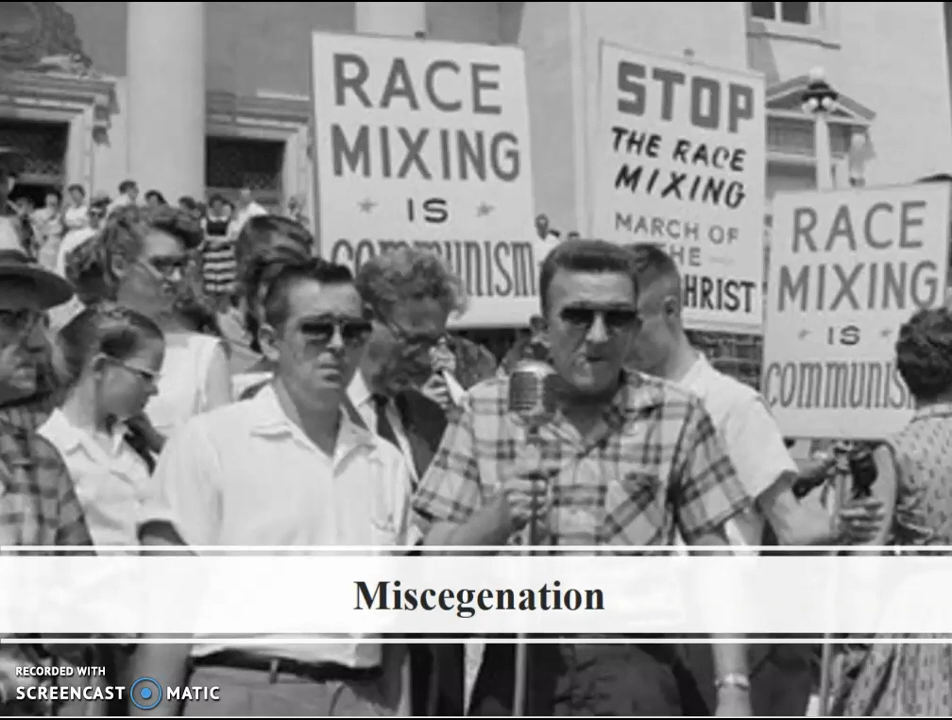 RACE
MIXING
IS
communism
STOP
THE RACE
MIXING
MARCH OF
THE
RACE
MIXING
IS
Miscegenation
RECORDED WITH
SCREENCAST MATIC